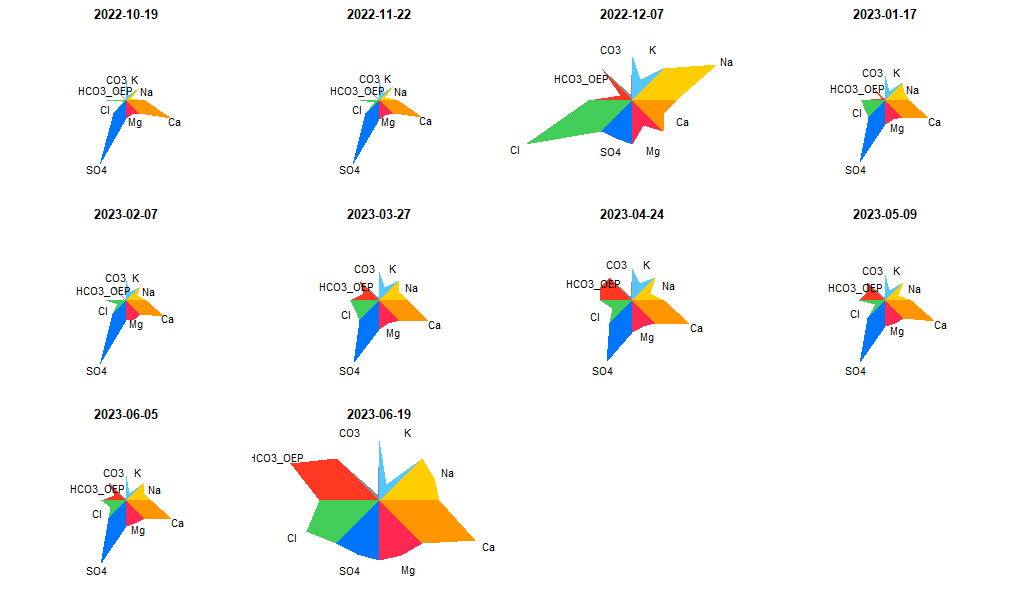 2022-10-19
2022-11-22
2022-12-07
2023-01-17
CO3 K
HCO3_OEP Na
Cl
Mg
Ca
SO4
CO3 K
HCO3_OEP Na
Cl
Mg
Ca
SO4
CO3 K
Na
HCO3_OEP
Ca
Cl
SO4 Mg
CO3 K
HCO3_OEP Na
Cl
Ca
Mg
SO4
2023-02-07
2023-03-27
2023-04-24
2023-05-09
CO3 K
HCO3_OEP Na
Cl
Ca
Mg
SO4
CO3 K
HCO3_OEP Na
Cl
Ca
Mg
SO4
CO3 K
HCO3_OEP Na
Cl
Ca
Mg
SO4
CO3 K
HCO3_OEP Na
Cl
Ca
Mg
SO4
2023-06-05
2023-06-19
CO3 K
HCO3_OEP Na
Cl
Ca
Mg
SO4
CO3 K
HCO3_OEP
Na
Cl
Ca
SO4 Mg